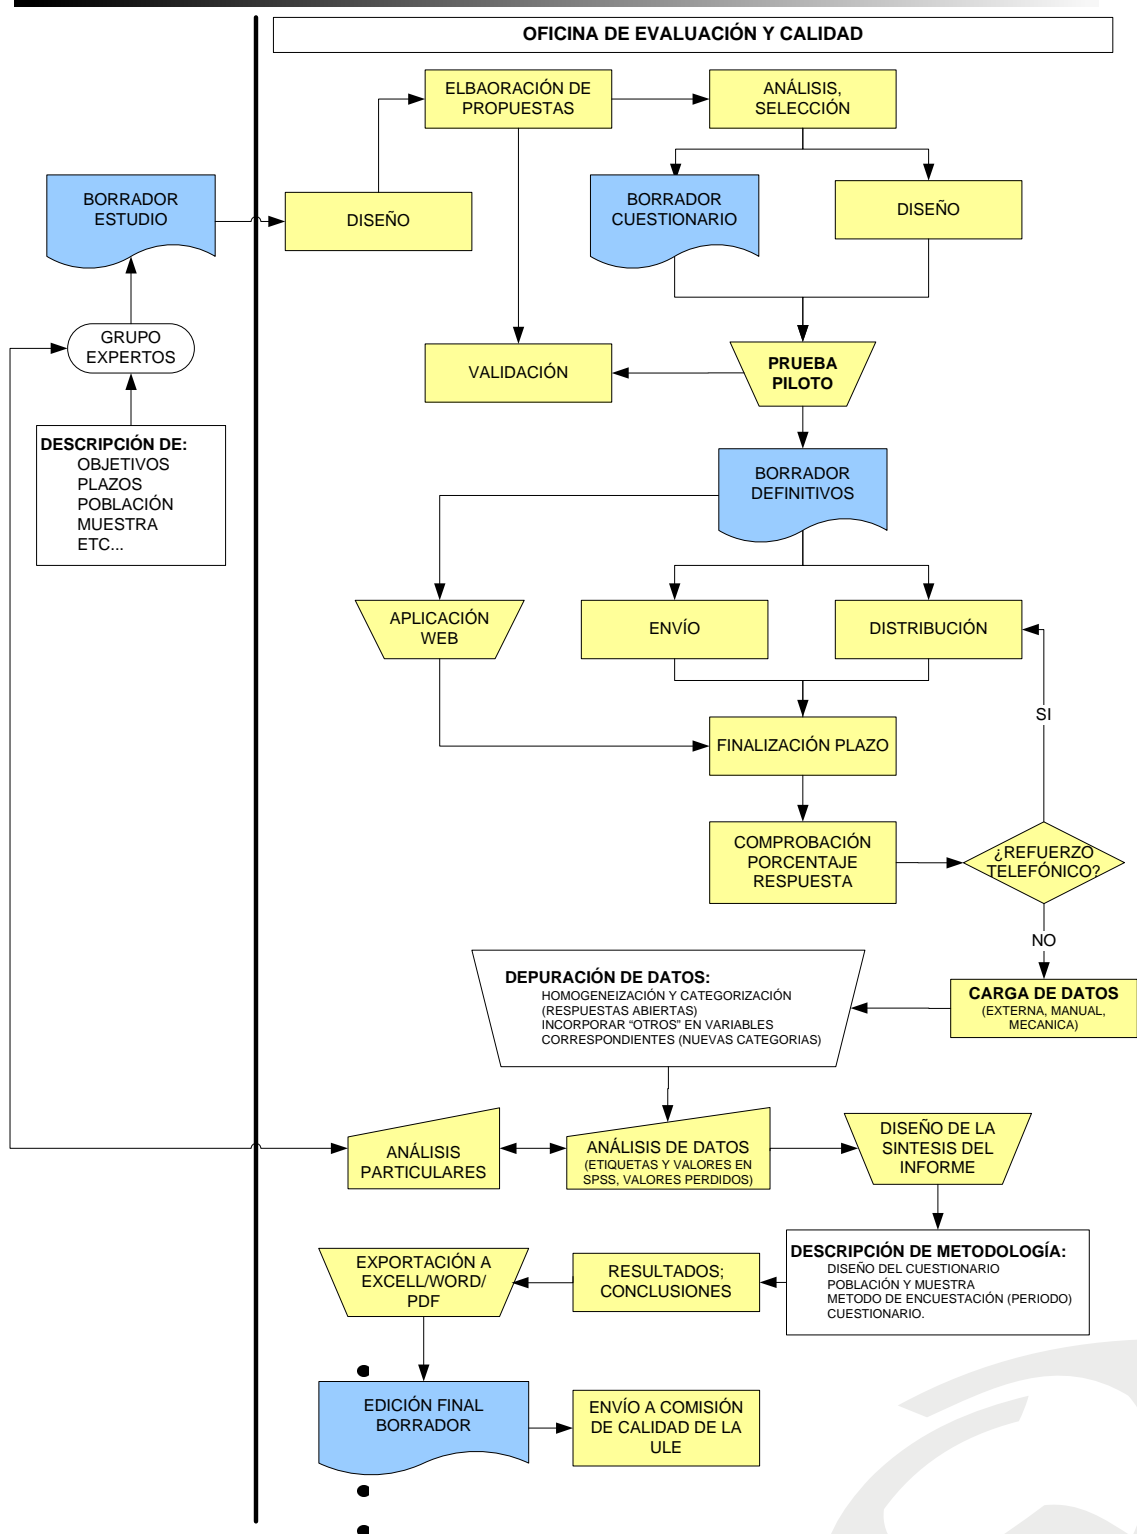 OFICINA DE EVALUACIÓN Y CALIDAD
ELBAORACIÓN DE
PROPUESTAS
ANÁLISIS,
SELECCIÓN
BORRADOR
ESTUDIO
DISEÑO
BORRADOR
CUESTIONARIO
DISEÑO
GRUPO
EXPERTOS
VALIDACIÓN
PRUEBA
PILOTO
DESCRIPCIÓN DE:
OBJETIVOS
PLAZOS
POBLACIÓN
MUESTRA
ETC...
BORRADOR
DEFINITIVOS
APLICACIÓN
WEB
ENVÍO
DISTRIBUCIÓN
SI
FINALIZACIÓN PLAZO
COMPROBACIÓN
PORCENTAJE
RESPUESTA
¿REFUERZO
TELEFÓNICO?
NO
CARGA DE DATOS
(EXTERNA, MANUAL,
MECANICA)
DEPURACIÓN DE DATOS:
HOMOGENEIZACIÓN Y CATEGORIZACIÓN
(RESPUESTAS ABIERTAS)
INCORPORAR “OTROS” EN VARIABLES
CORRESPONDIENTES (NUEVAS CATEGORIAS)
ANÁLISIS
PARTICULARES
ANÁLISIS DE DATOS
(ETIQUETAS Y VALORES EN
SPSS, VALORES PERDIDOS)
DISEÑO DE LA
SINTESIS DEL
INFORME
DESCRIPCIÓN DE METODOLOGÍA:
DISEÑO DEL CUESTIONARIO
POBLACIÓN Y MUESTRA
METODO DE ENCUESTACIÓN (PERIODO)
CUESTIONARIO.
RESULTADOS;
CONCLUSIONES
EXPORTACIÓN A
EXCELL/WORD/
PDF
EDICIÓN FINAL
BORRADOR
ENVÍO A COMISIÓN
DE CALIDAD DE LA
ULE